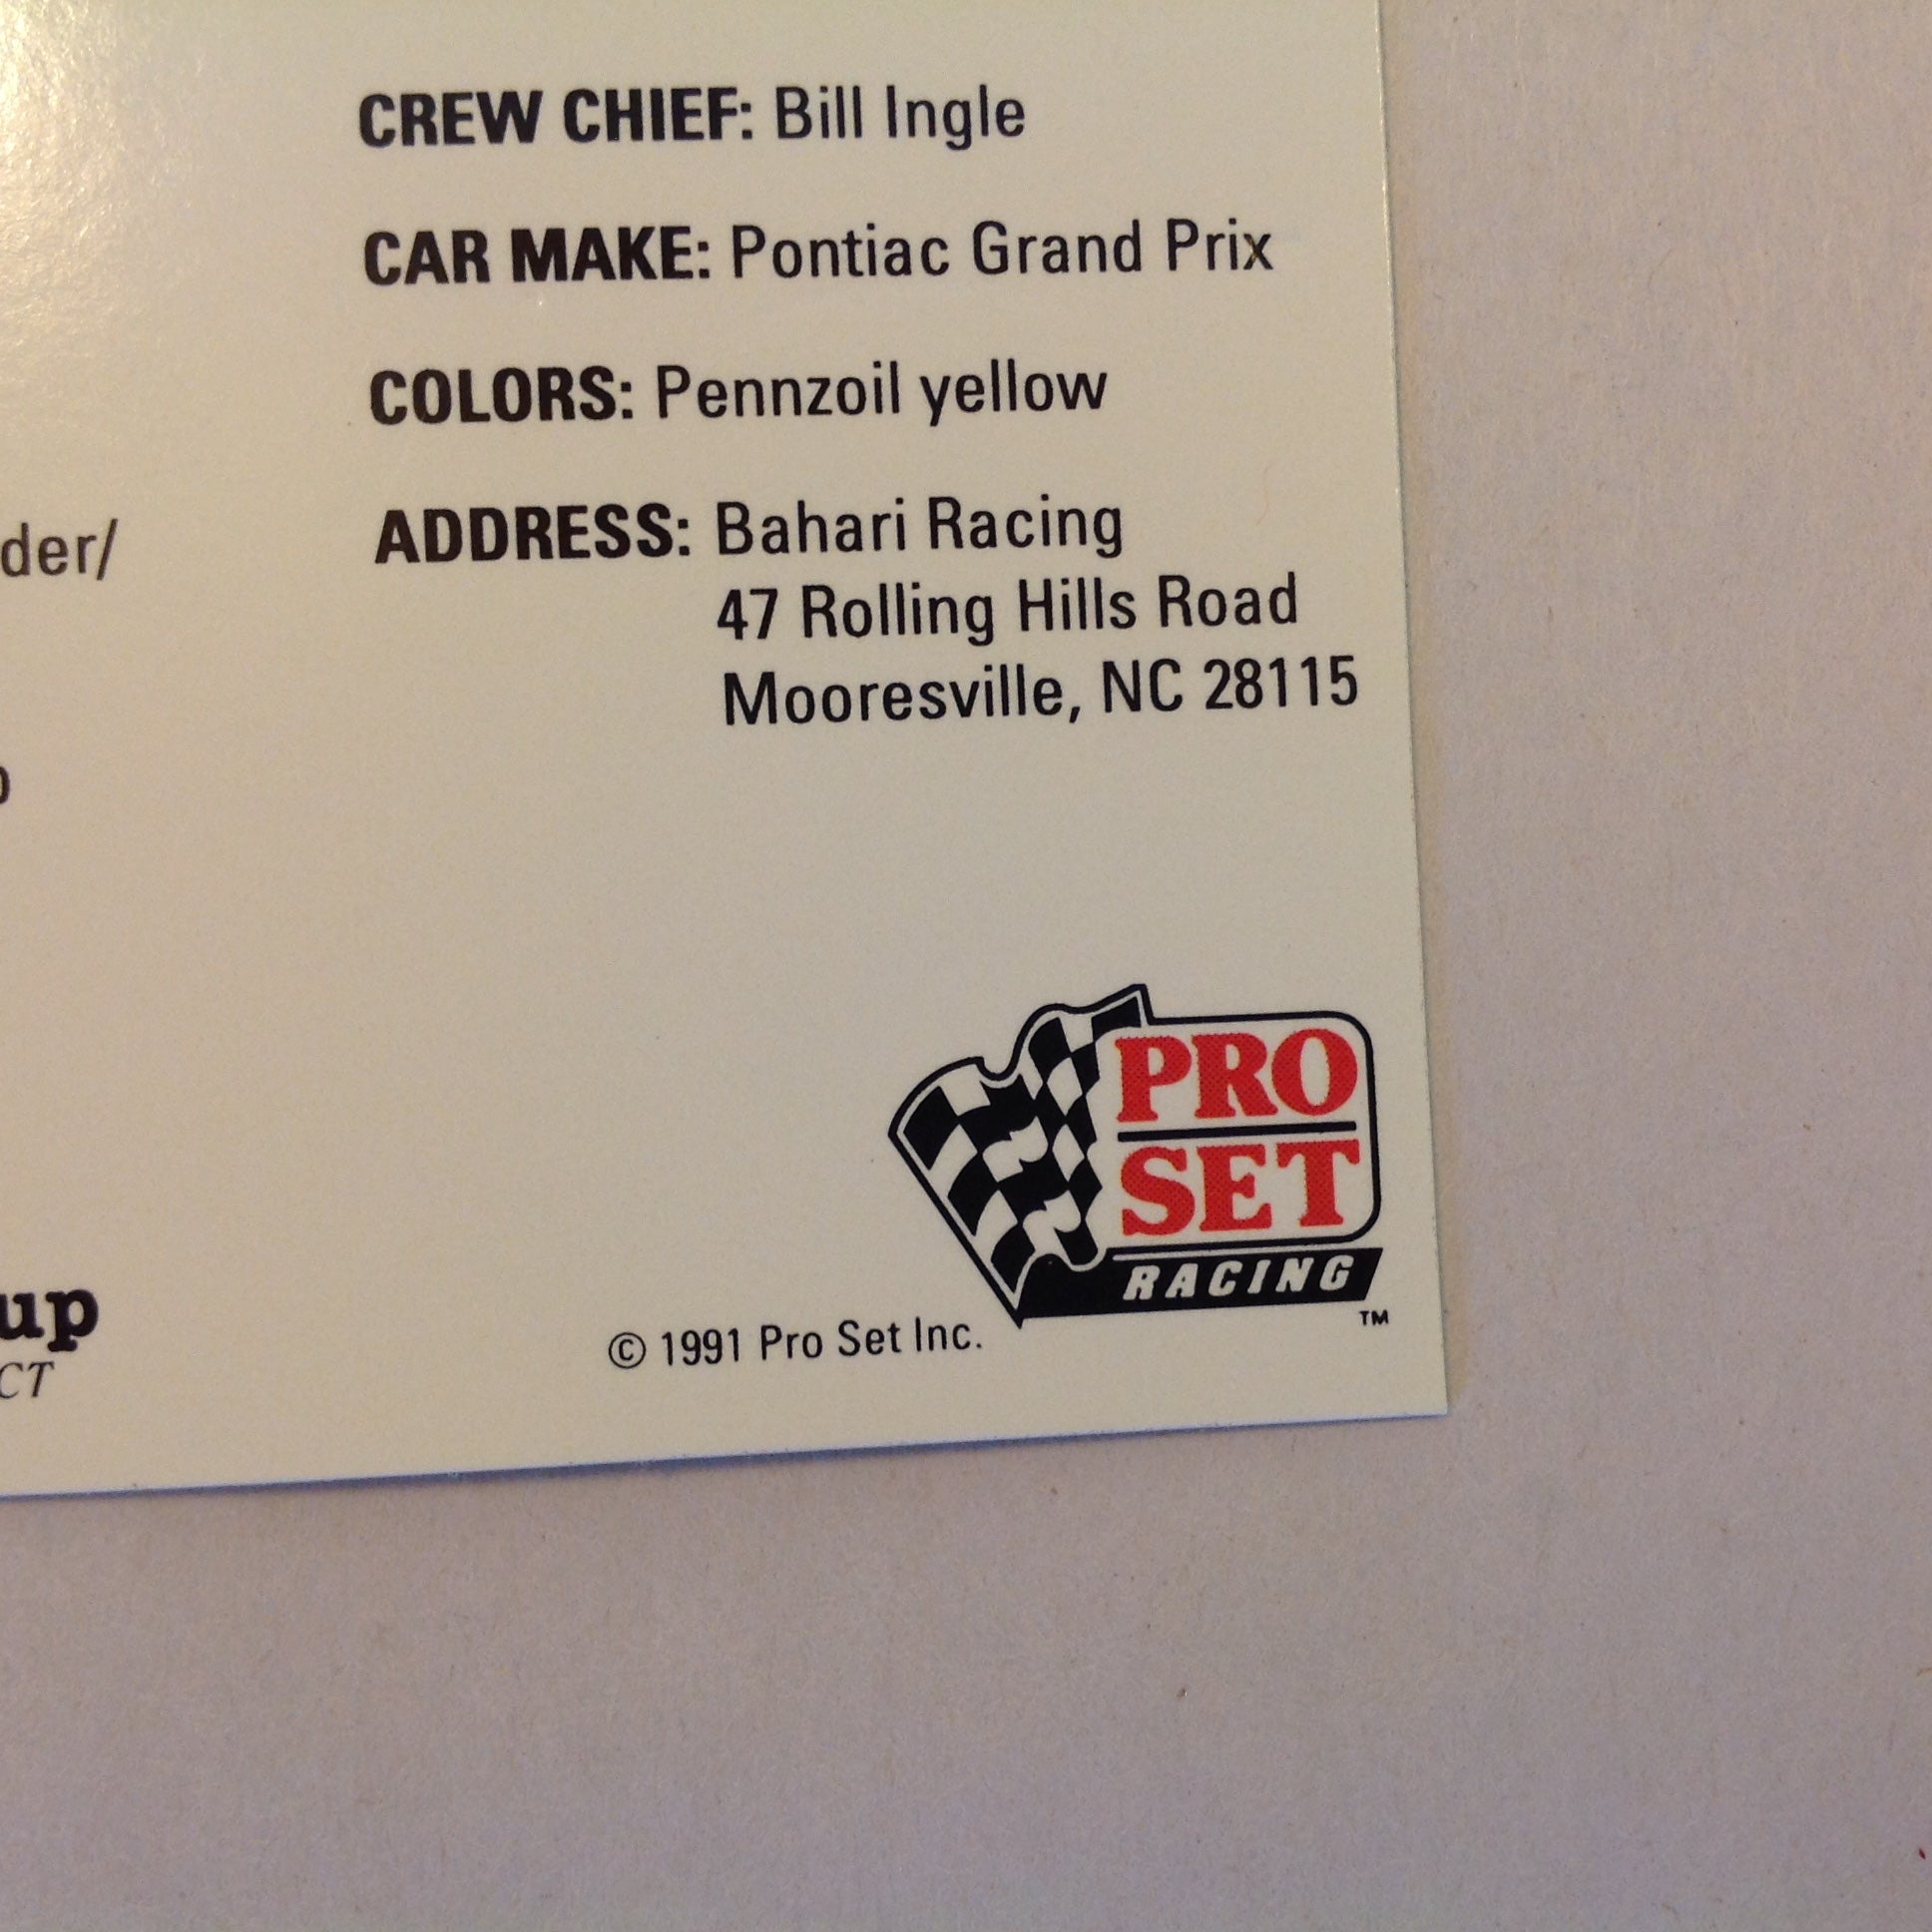 CREW CHIEF: Bill Ingle
CAR MAKE: Pontiac Grand Prix
COLORS: Pennzoil yellow
der/
ADDRESS: Bahari Racing
47 Rolling Hills Road
Mooresville, NC 28115
PRO
SET
RACING
TM
up
© 1991 Pro Set Inc.
CT